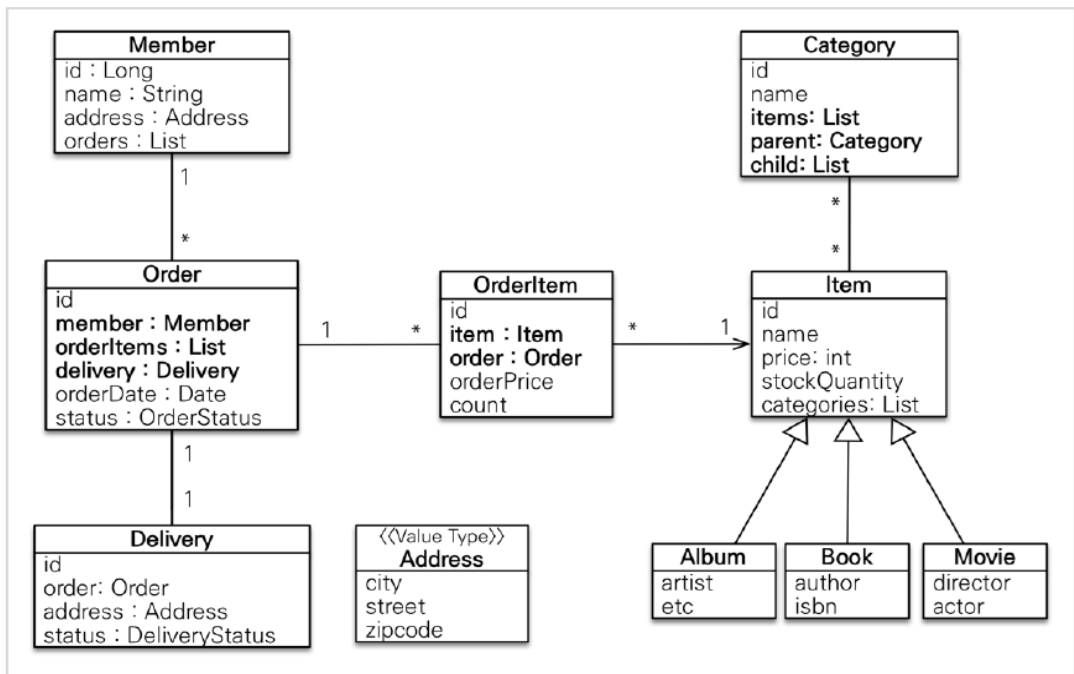 Member
id : Long
name : String
address : Address
orders : List
1
*
Order
id
member : Member
orderItems : List
delivery : Delivery
orderDate : Date
status : OrderStatus
1
*
OrderItem
id
item : Item
order : Order
orderPrice
count
*
1
Category
id
name
items: List
parent: Category
child: List
*
*
Item
id
name
price: int
stockQuantity
categories: List
1
1
Delivery
id
order: Order
address : Address
status : DeliveryStatus
⟨⟨Value Type⟩⟩
Address
city
street
zipcode
Album
artist
etc
Book
author
isbn
Movie
director
actor